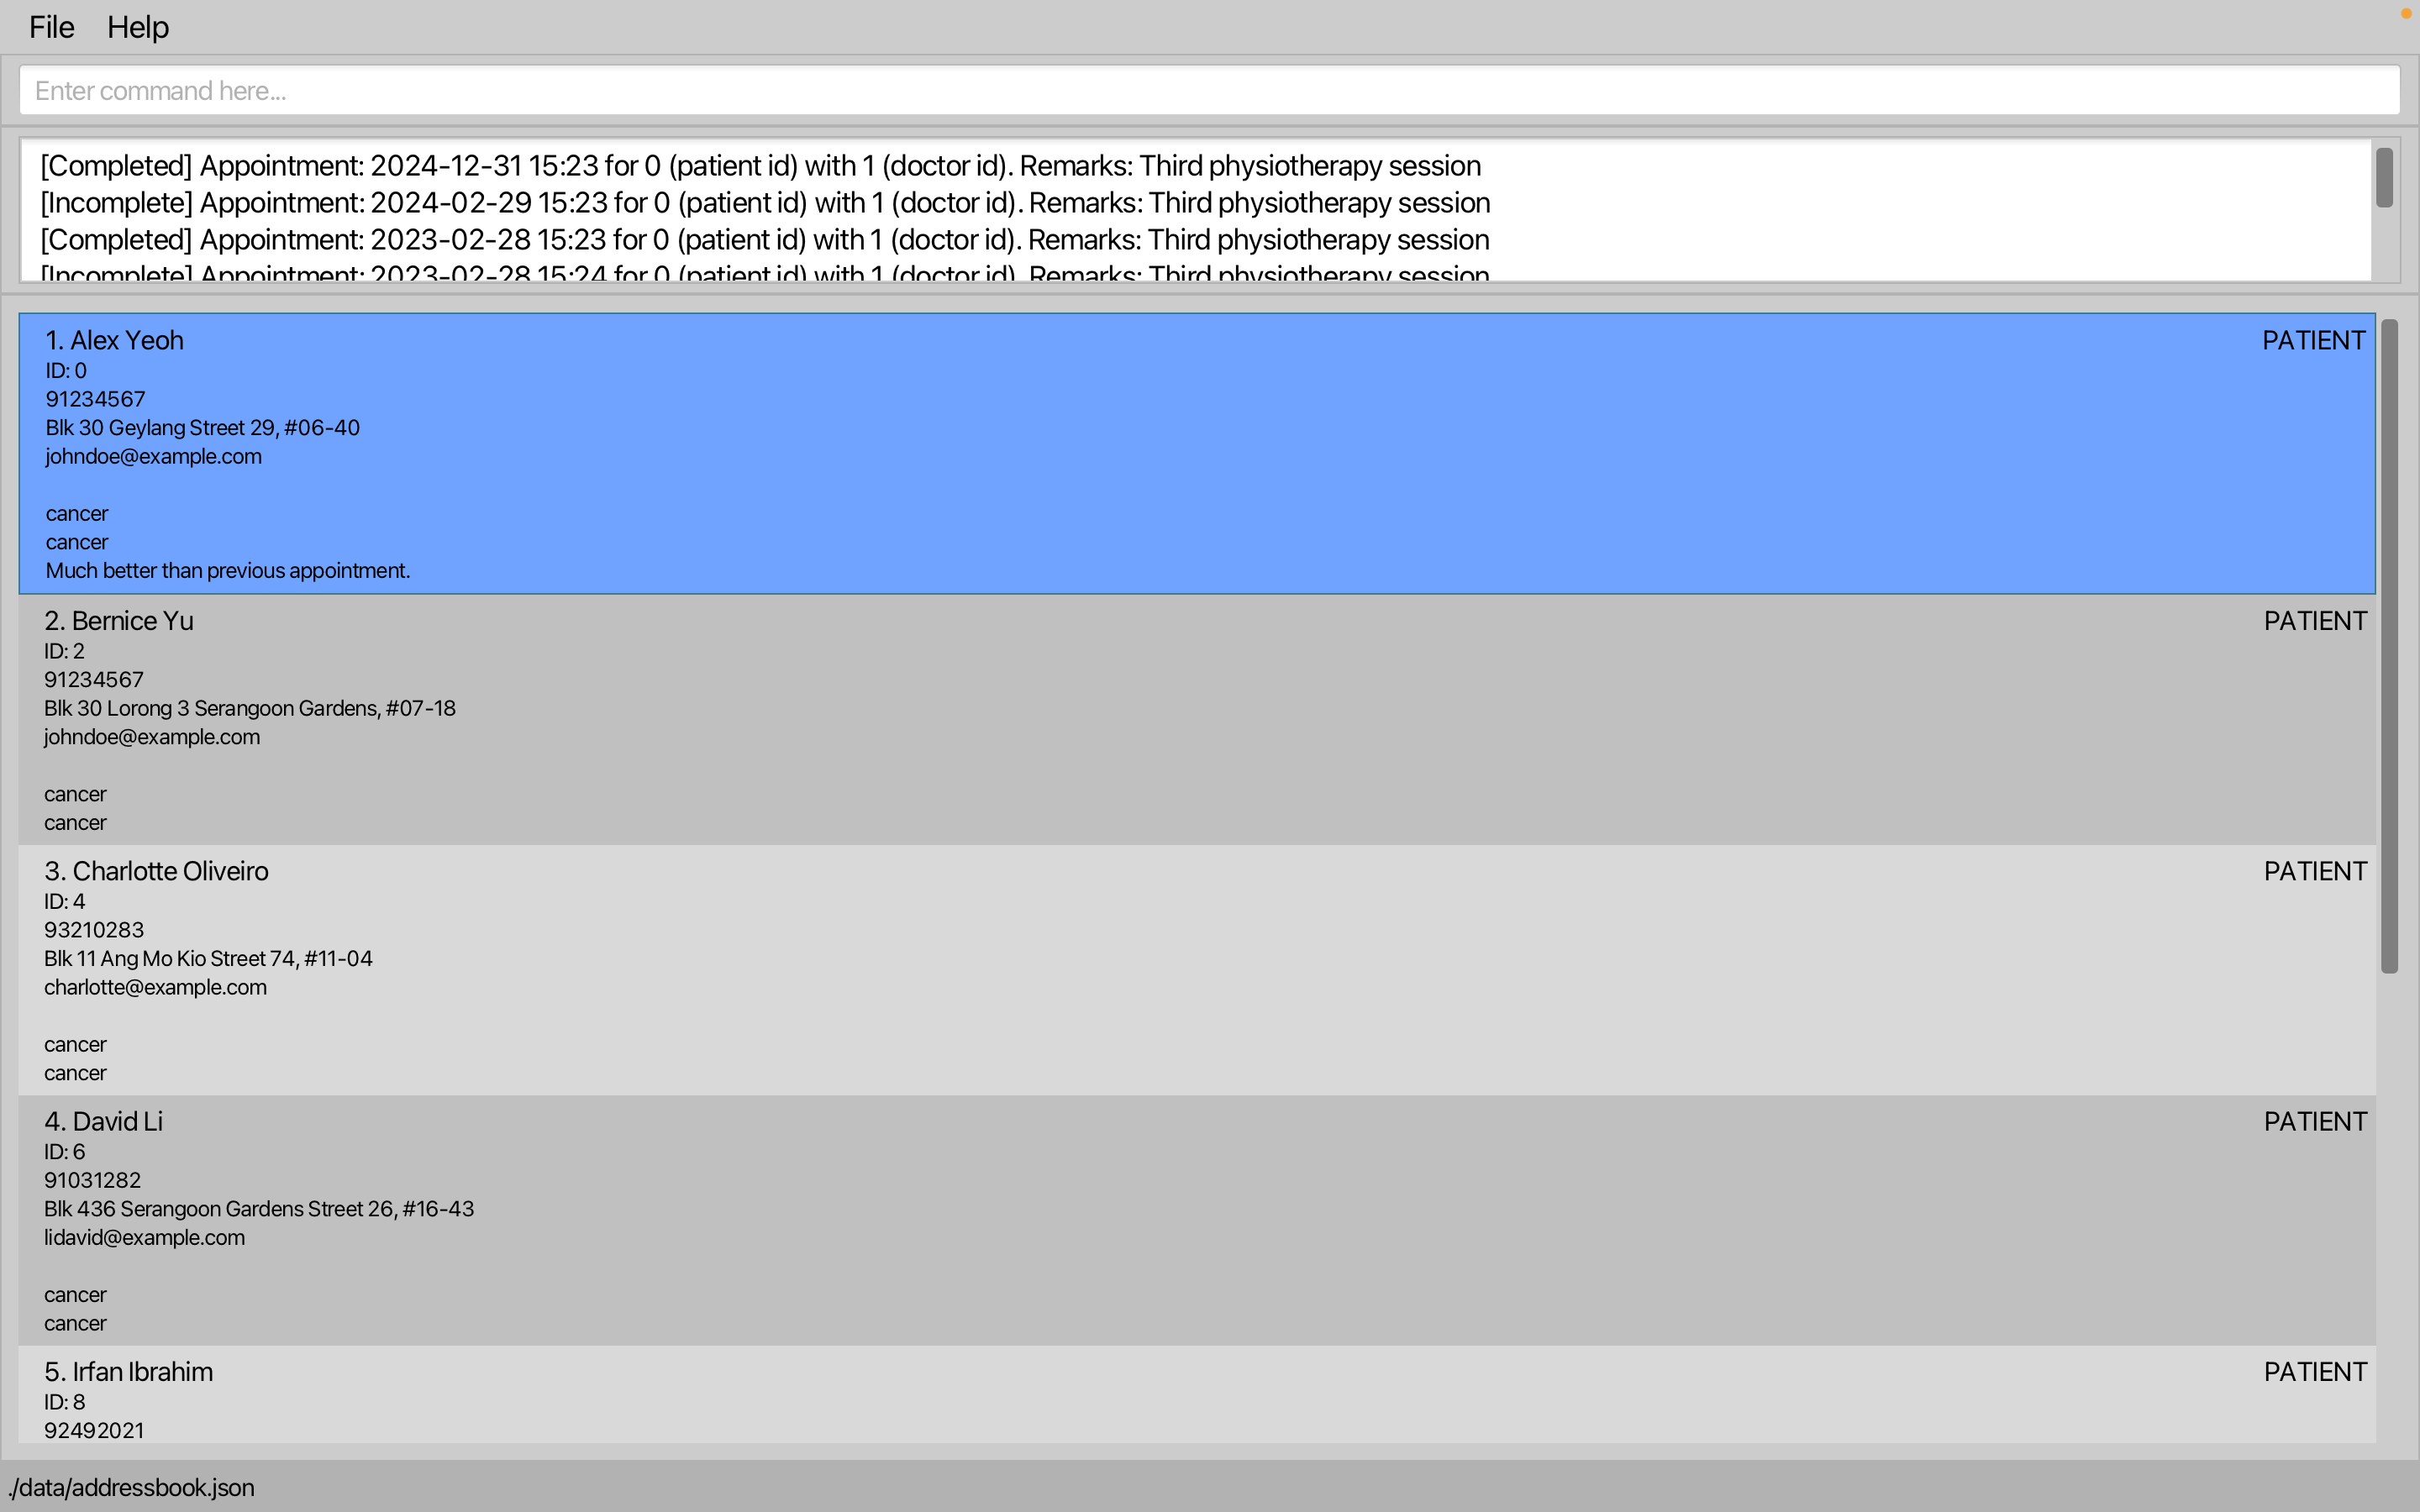 File Help
Enter command here...
[Completed] Appointment: 2024-12-31 15:23 for 0 (patient id) with 1 (doctor id). Remarks: Third physiotherapy session
[Incomplete] Appointment: 2024-02-29 15:23 for 0 (patient id) with 1 (doctor id). Remarks: Third physiotherapy session
[Completed] Appointment: 2023-02-28 15:23 for 0 (patient id) with 1 (doctor id). Remarks: Third physiotherapy session
[Incomplete] Appointment: 2023-02-28 15:24 for 0 (patient id) with 1 (doctor id). Remarks: Third physiotherapy session
1. Alex Yeoh PATIENT
ID: 0
91234567
Blk 30 Geylang Street 29, #06-40
johndoe@example.com
cancer
cancer
Much better than previous appointment.
2. Bernice Yu PATIENT
ID: 2
91234567
Blk 30 Lorong 3 Serangoon Gardens, #07-18
johndoe@example.com
cancer
cancer
3. Charlotte Oliveiro PATIENT
ID: 4
93210283
Blk 11 Ang Mo Kio Street 74, #11-04
charlotte@example.com
cancer
cancer
4. David Li PATIENT
ID: 6
91031282
Blk 436 Serangoon Gardens Street 26, #16-43
lidavid@example.com
cancer
cancer
5. Irfan Ibrahim PATIENT
ID: 8
92492021
./data/addressbook.json